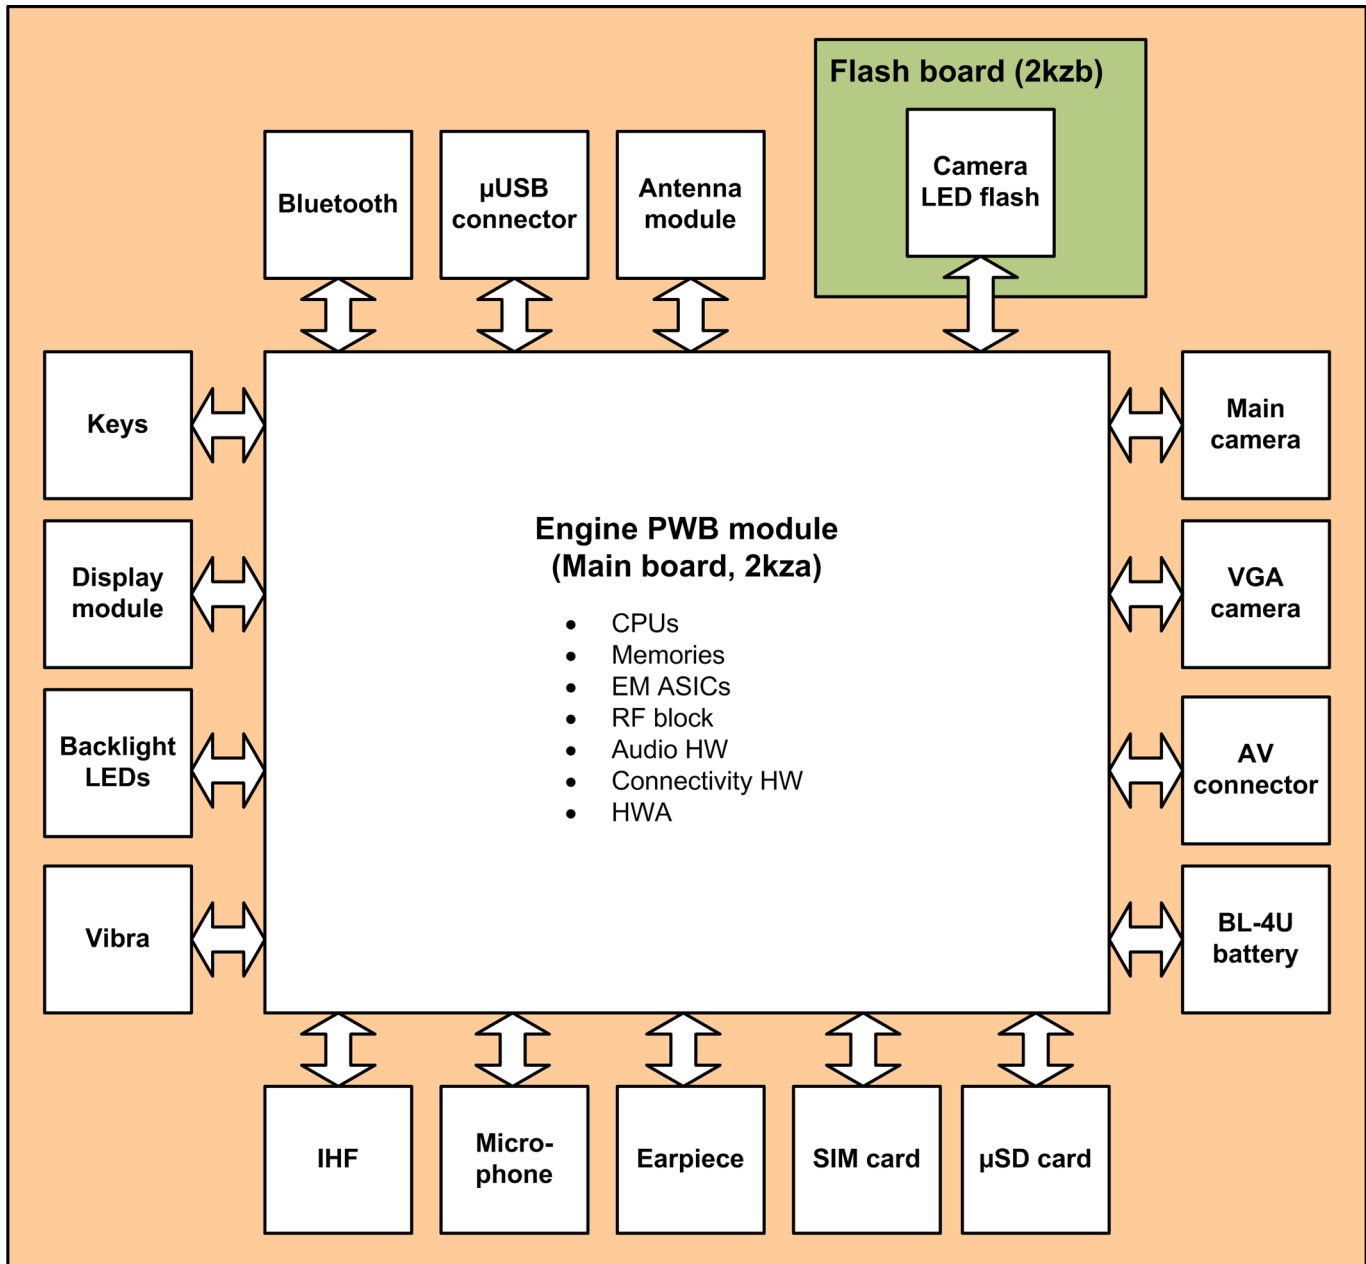 Flash board (2kzb)
Camera
LED flash
Bluetooth
µUSB
connector
Antenna
module
Keys
Display
module
Backlight
LEDs
Vibra
Engine PWB module
(Main board, 2kza)
• CPUs
• Memories
• EM ASICs
• RF block
• Audio HW
• Connectivity HW
• HWA
Main
camera
VGA
camera
AV
connector
BL-4U
battery
IHF
Micro-
phone
Earpiece
SIM card
µSD card